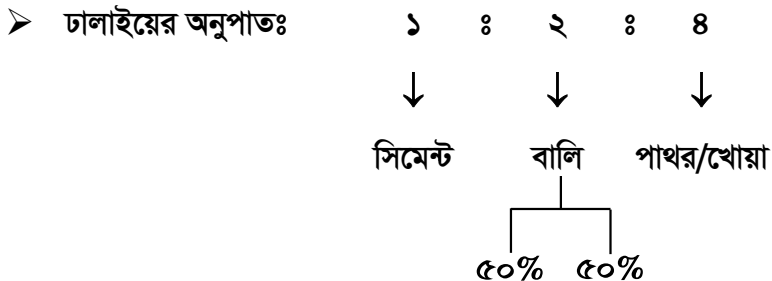 ➢ ঢালাইয়ের অনুপাতঃ ১ ঃ ২ ঃ ৪
সিমেন্ট বালি পাথর/খোয়া
৫০% ৫০%